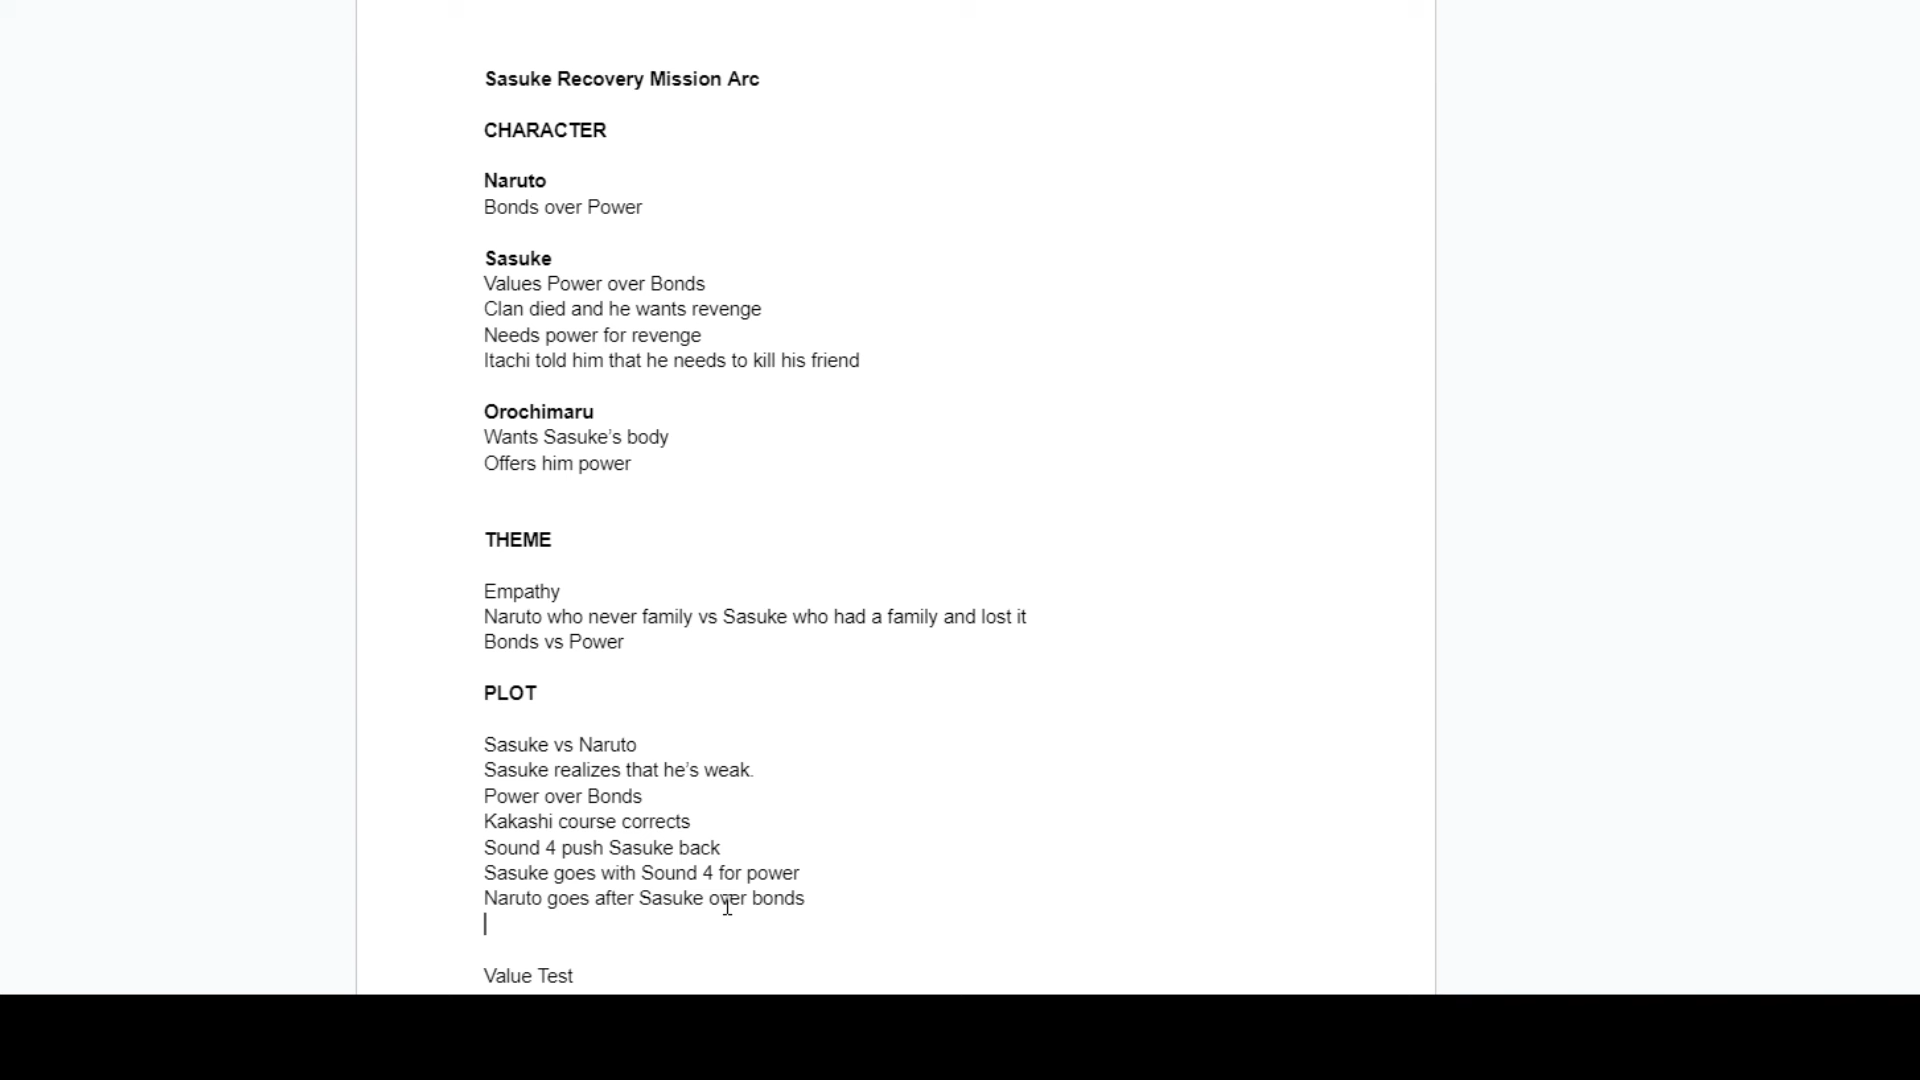 Sasuke Recovery Mission Arc
CHARACTER
Naruto
Bonds over Power
Sasuke
Values Power over Bonds
Clan died and he wants revenge
Needs power for revenge
Itachi told him that he needs to kill his friend
Orochimaru
Wants Sasuke’s body
Offers him power
THEME
Empathy
Naruto who never family vs Sasuke who had a family and lost it
Bonds vs Power
PLOT
Sasuke vs Naruto
Sasuke realizes that he’s weak.
Power over Bonds
Kakashi course corrects
Sound 4 push Sasuke back
Sasuke goes with Sound 4 for power
Naruto goes after Sasuke over bonds
Value Test